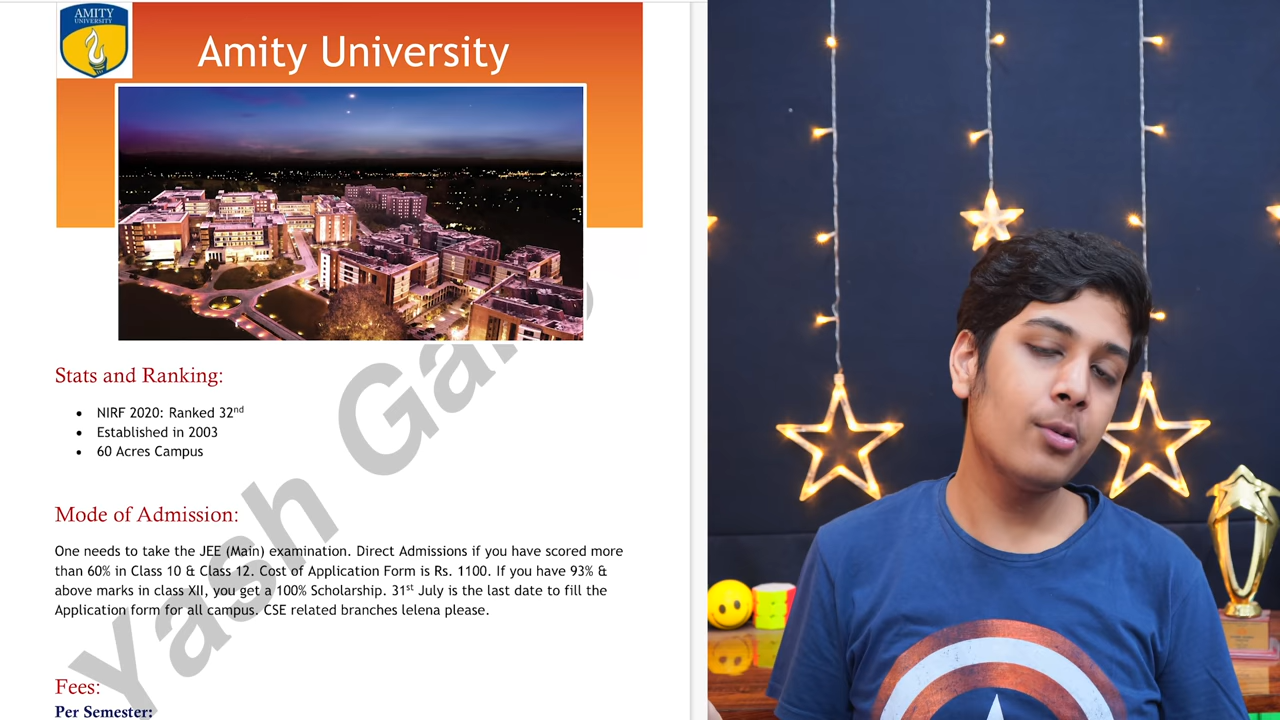 AMITY
UNIVERSITY
Amity University
Stats and Ranking:
• NIRF 2020: Ranked 32nd
• Established in 2003
• 60 Acres Campus
Mode of Admission:
One needs to take the JEE (Main) examination. Direct Admissions if you have scored more
than 60% in Class 10 & Class 12. Cost of Application Form is Rs. 1100. If you have 93% &
above marks in class XII, you get a 100% Scholarship. 31st July is the last date to fill the
Application form for all campus. CSE related branches lelena please.
Fees:
Per Semester:
Yash